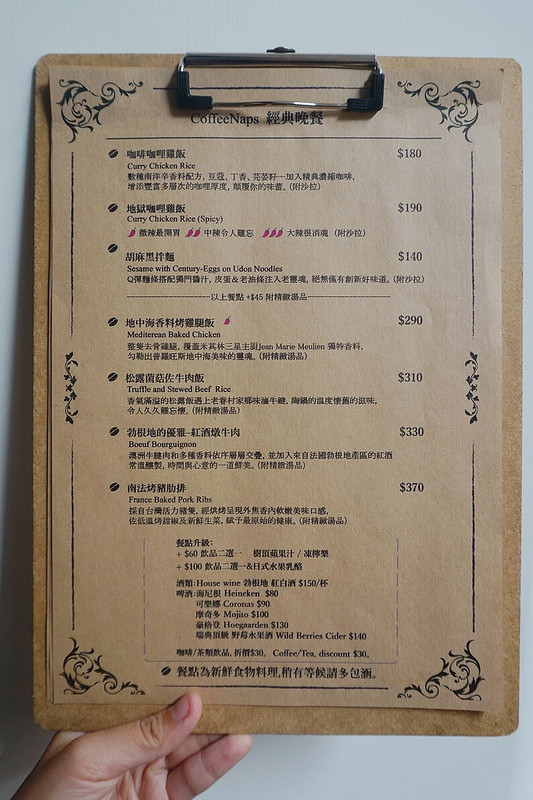 CoffeeNaps 經典晚餐
咖啡咖哩雞飯 $180
Curry Chicken Rice
數種南洋辛香料配方，豆蔻、丁香、芫荽籽—加入精典濃縮咖啡，
增添豐富多層次的咖哩厚度，顛覆你的味蕾。(附沙拉)
地獄咖哩雞飯 $190
Curry Chicken Rice (Spicy)
微辣最開胃 中辣令人難忘 大辣很消魂 (附沙拉)
胡麻黑拌麵 $140
Sesame with Century-Eggs on Udon Noodles
Q彈麵條搭配獨門醬汁，皮蛋&老油條注入老靈魂，絕無僅有創新好味道。(附沙拉)
以上餐點 +$45 附精緻湯品
地中海香料烤雞腿飯 $290
Mediterean Baked Chicken
整隻去骨雞腿，覆蓋米其林三星主廚Jean Marie Meulien 獨特香料，
勾勒出普羅旺斯地中海美味的靈魂。(附精緻湯品)
松露菌菇佐牛肉飯 $310
Truffle and Stewed Beef Rice
香氣滿溢的松露飯遇上老眷村家鄉味滷牛腱，陶鍋的溫度懷舊的滋味，
令人久久難忘懷。(附精緻湯品)
勃根地的優雅–紅酒燉牛肉 $330
Boeuf Bourguignon
澳洲牛腱肉和多種香料依序層層交疊，並加入來自法國勃根地產區的紅酒
常溫醺製，時間與心意的一道鮮美。(附精緻湯品)
南法烤豬肋排 $370
France Baked Pork Ribs
採自台灣活力豬隻，經烘烤呈現外焦香內軟嫩美味口感，
佐低溫烤甜椒及新鮮生菜，賦予最原始的健康。(附精緻湯品)
餐點升級：
+ $60 飲品二選一 樹頂蘋果汁 / 凍檸樂
+ $100 飲品二選一&日式水果乳酪
酒類：House wine 勃根地 紅白酒 $150/杯
啤酒：海尼根 Heineken $80
可樂娜 Coronas $90
摩奇多 Mojito $100
豪格登 Hoegaarden $130
瑞典頂級 野莓水果酒 Wild Berries Cider $140
咖啡/茶類飲品，折價$30。 Coffee/Tea, discount $30。
餐點為新鮮食物料理，稍有等候請多包涵。